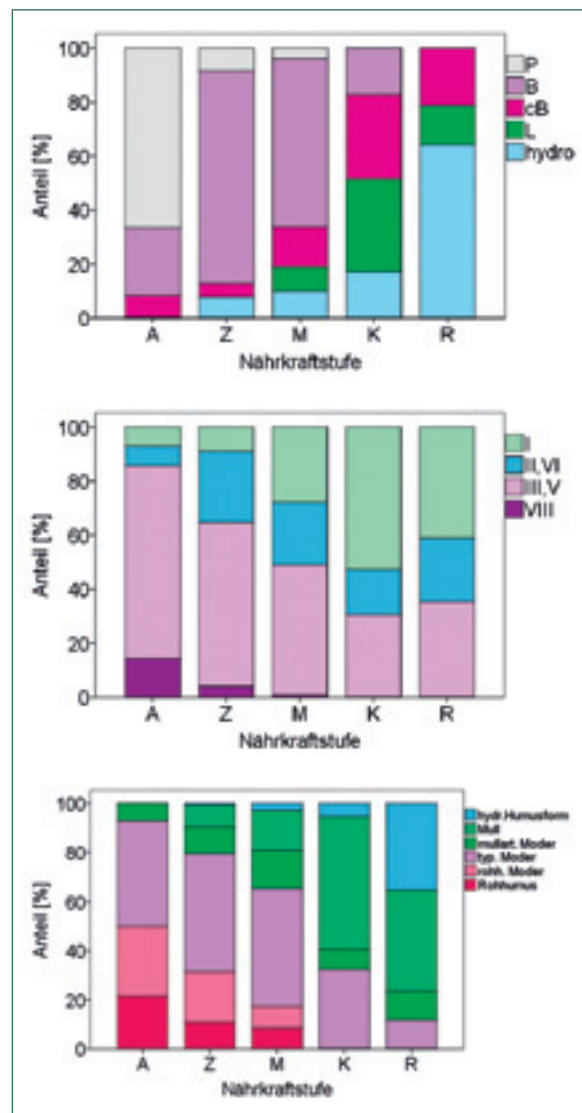 Anteil [%]
100
80
60
40
20
0
A Z M K R
Nährkraftstufe
P
B
cB
L
hydro
Anteil [%]
100
80
60
40
20
0
A Z M K R
Nährkraftstufe
I
II,VI
III,V
VIII
Anteil [%]
100
80
60
40
20
0
A Z M K R
Nährkraftstufe
hydr.Humusform
Mull
mullart. Moder
typ. Moder
rohh. Moder
Rohhumus